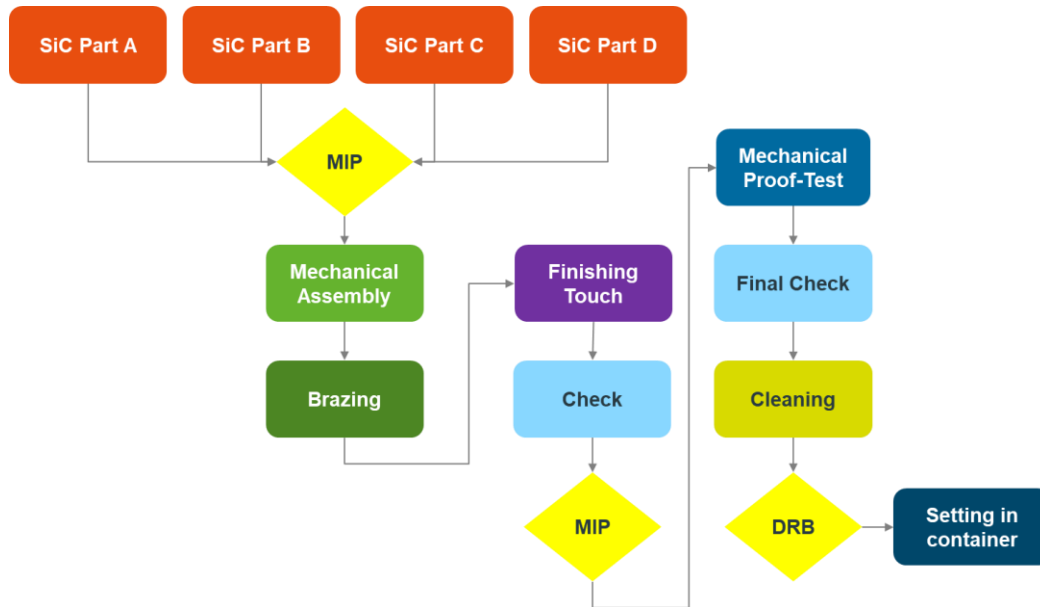 SiC Part A
SiC Part B
SiC Part C
SiC Part D
MIP
Mechanical
Assembly
Brazing
Finishing
Touch
Check
MIP
Mechanical
Proof-Test
Final Check
Cleaning
DRB
Setting in
container